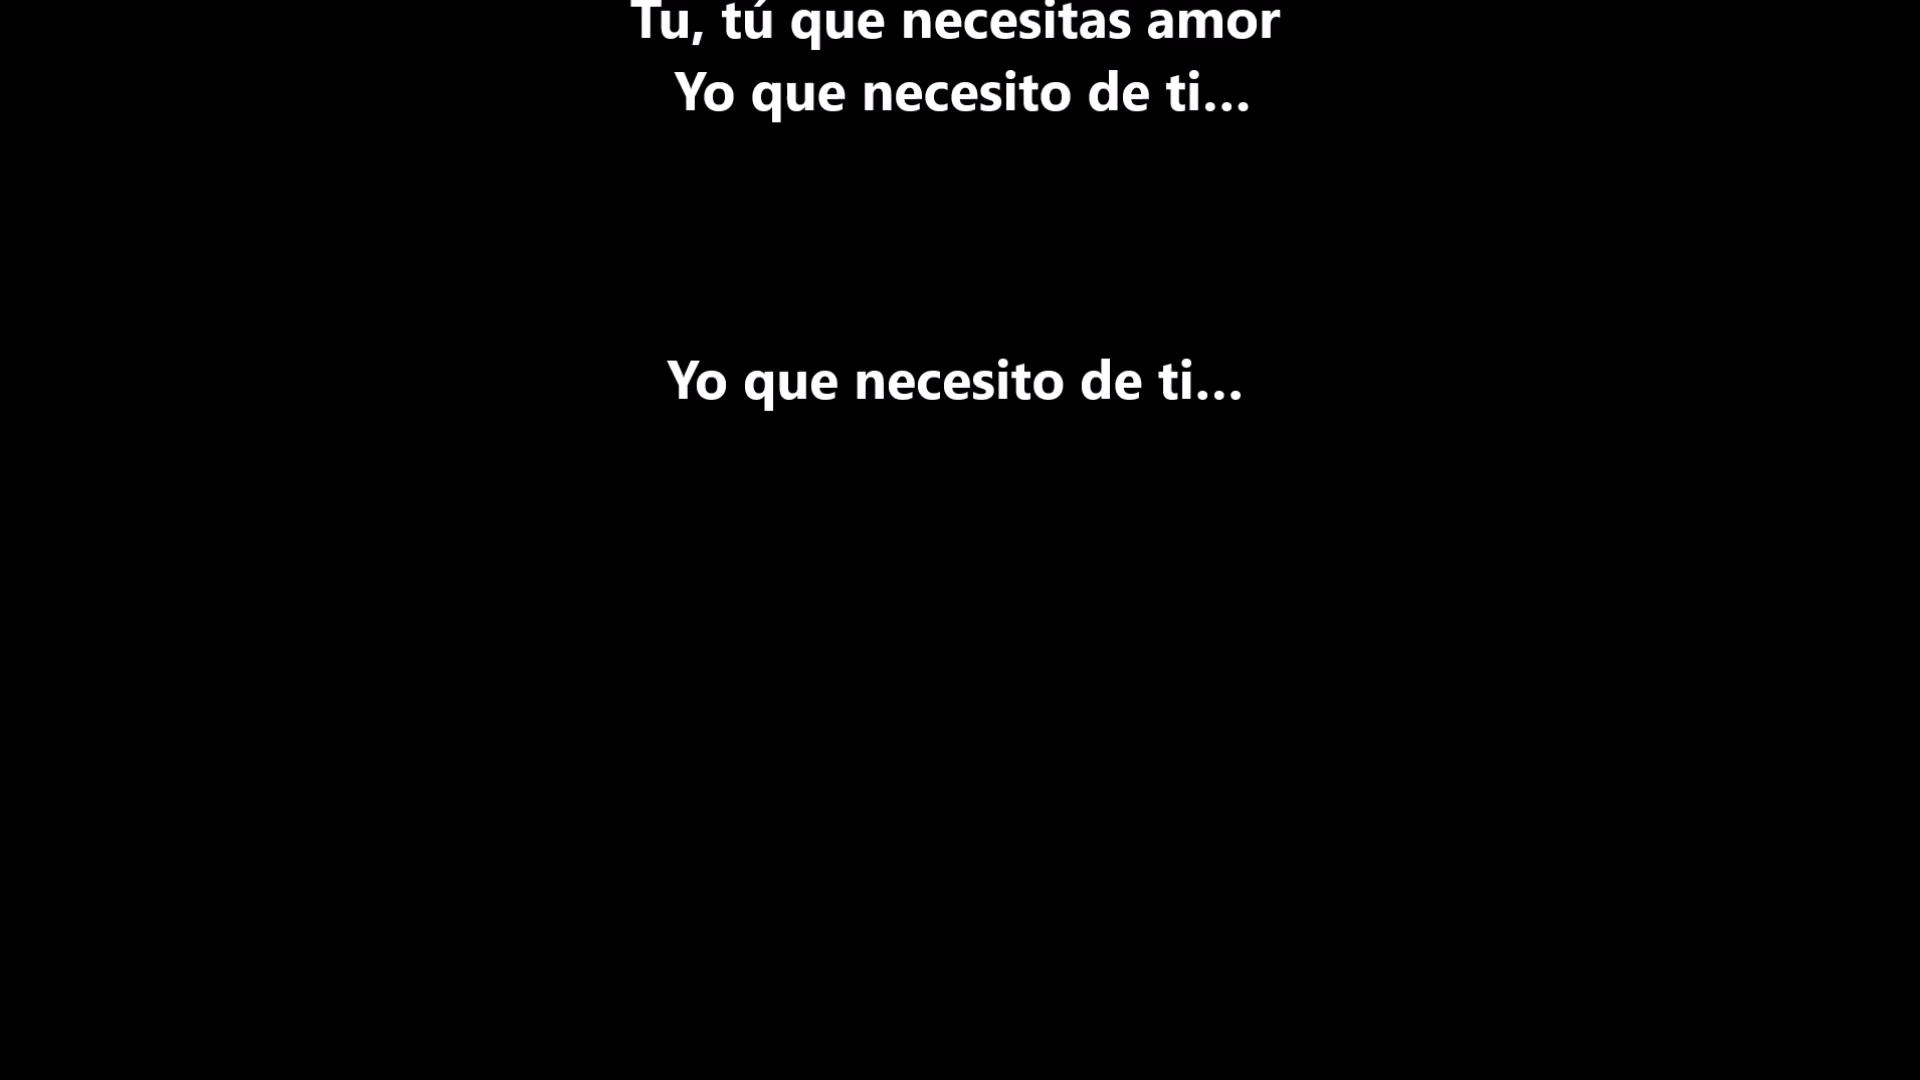 Tu, tú que necesitas amor
Yo que necesito de ti...
Yo que necesito de ti...